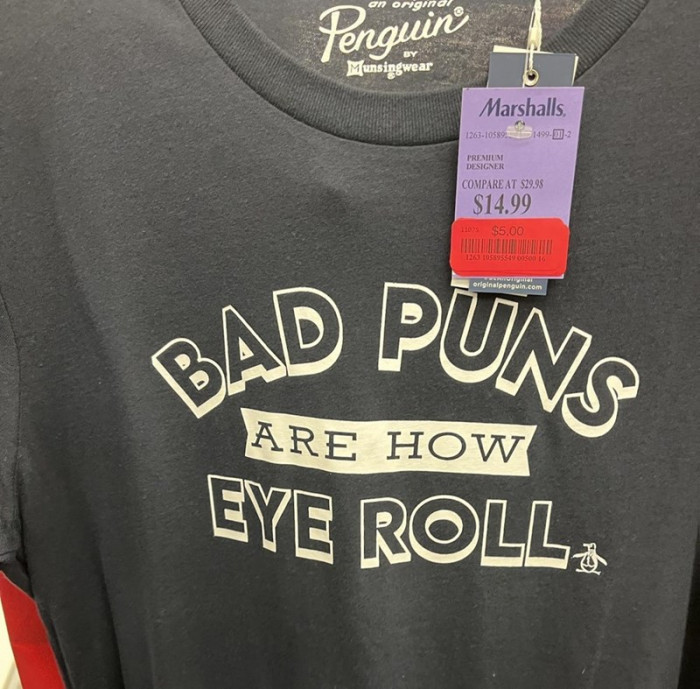 an original
Penguin®
BY
Munsingwear
Marshalls.
PREMIUM
DESIGNER
COMPARE AT $29.98
$14.99
$5.00
originalpenguin.com
BAD PUNS
ARE HOW
EYE ROLL